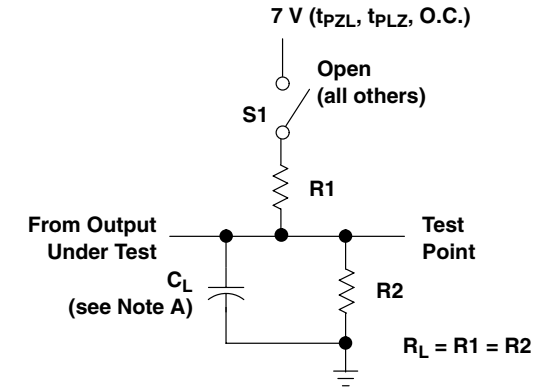 7 V (tPZL, tPLZ, O.C.)
Open
(all others)
S1
R1
From Output
Under Test
Test
Point
CL
(see Note A)
R2
RL = R1 = R2